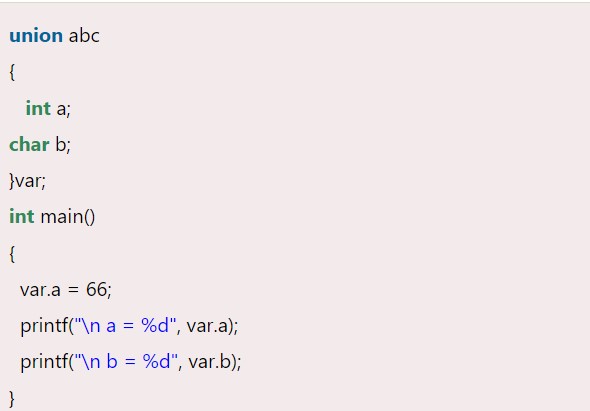 union abc
{
int a;
char b;
}var;
int main()
{
var.a = 66;
printf("\n a = %d", var.a);
printf("\n b = %d", var.b);
}